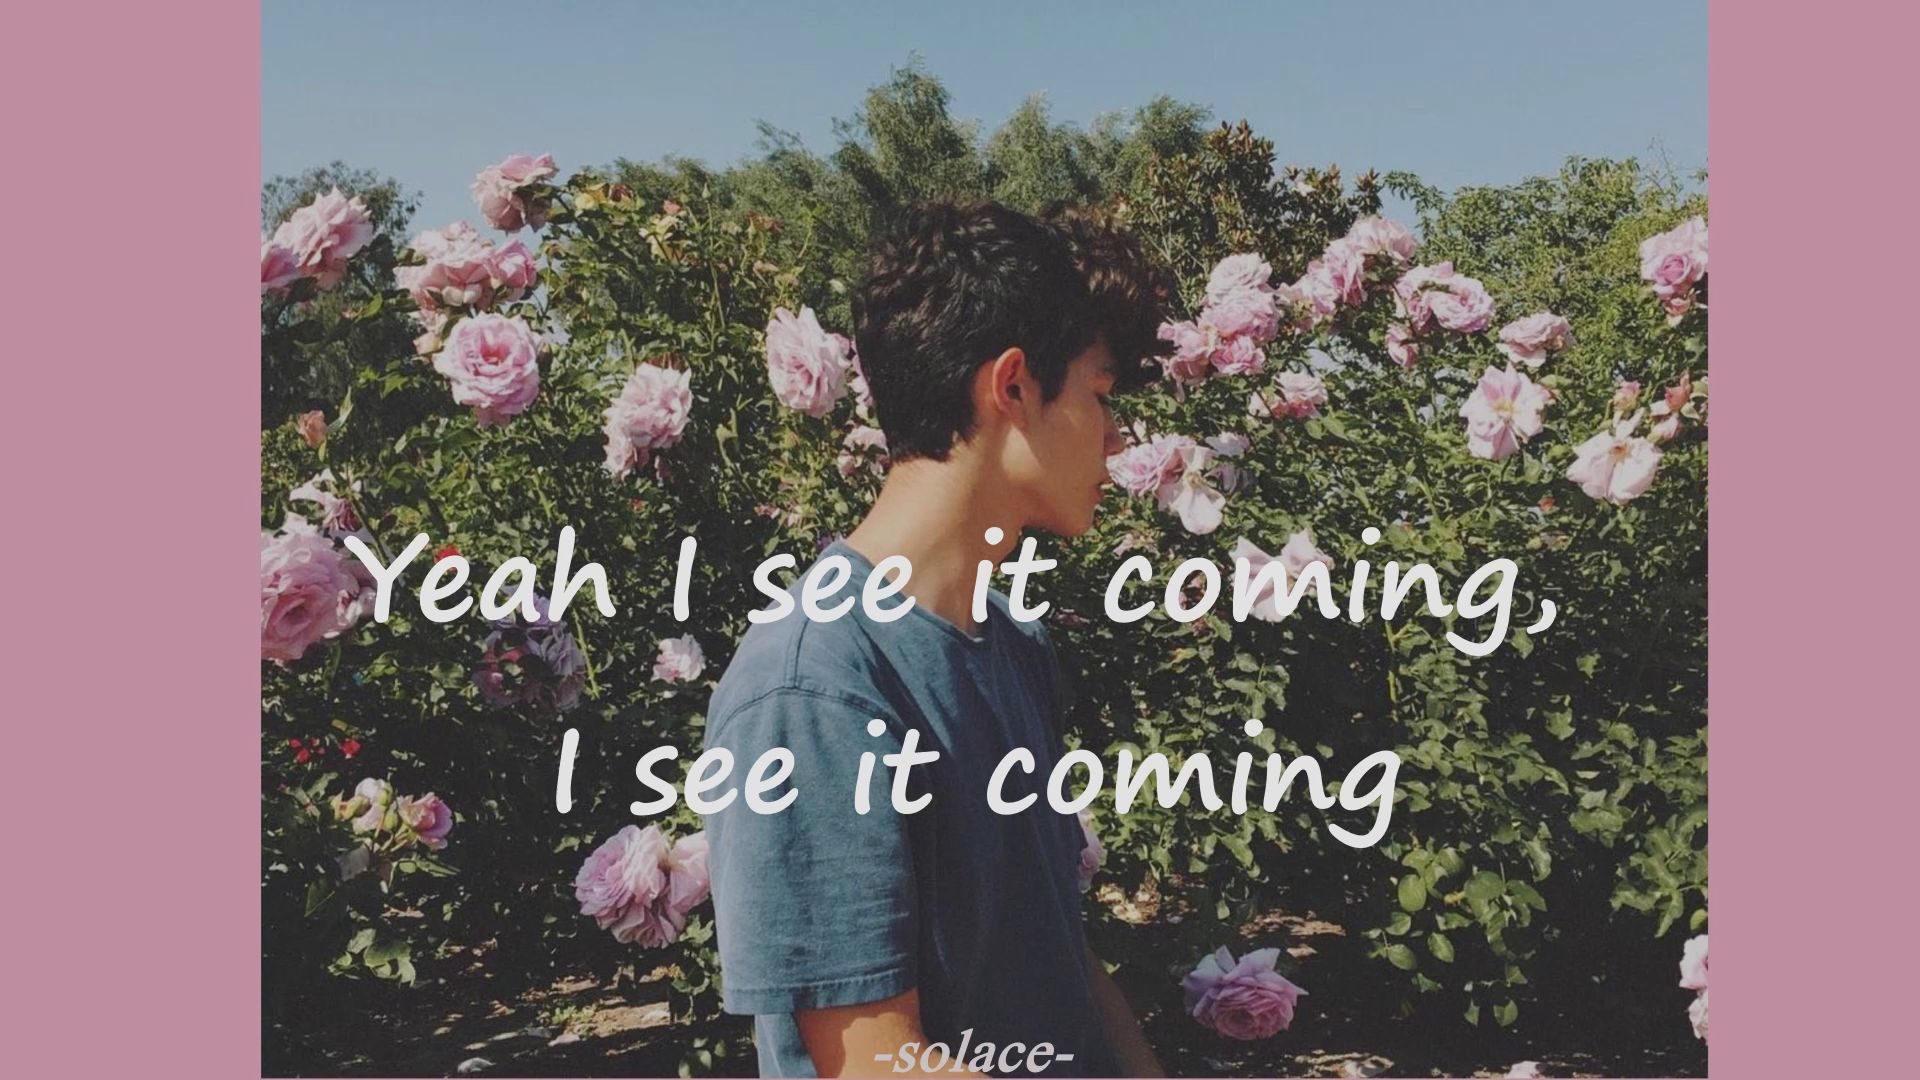 Yeah I see it coming,
I see it coming
-solace-